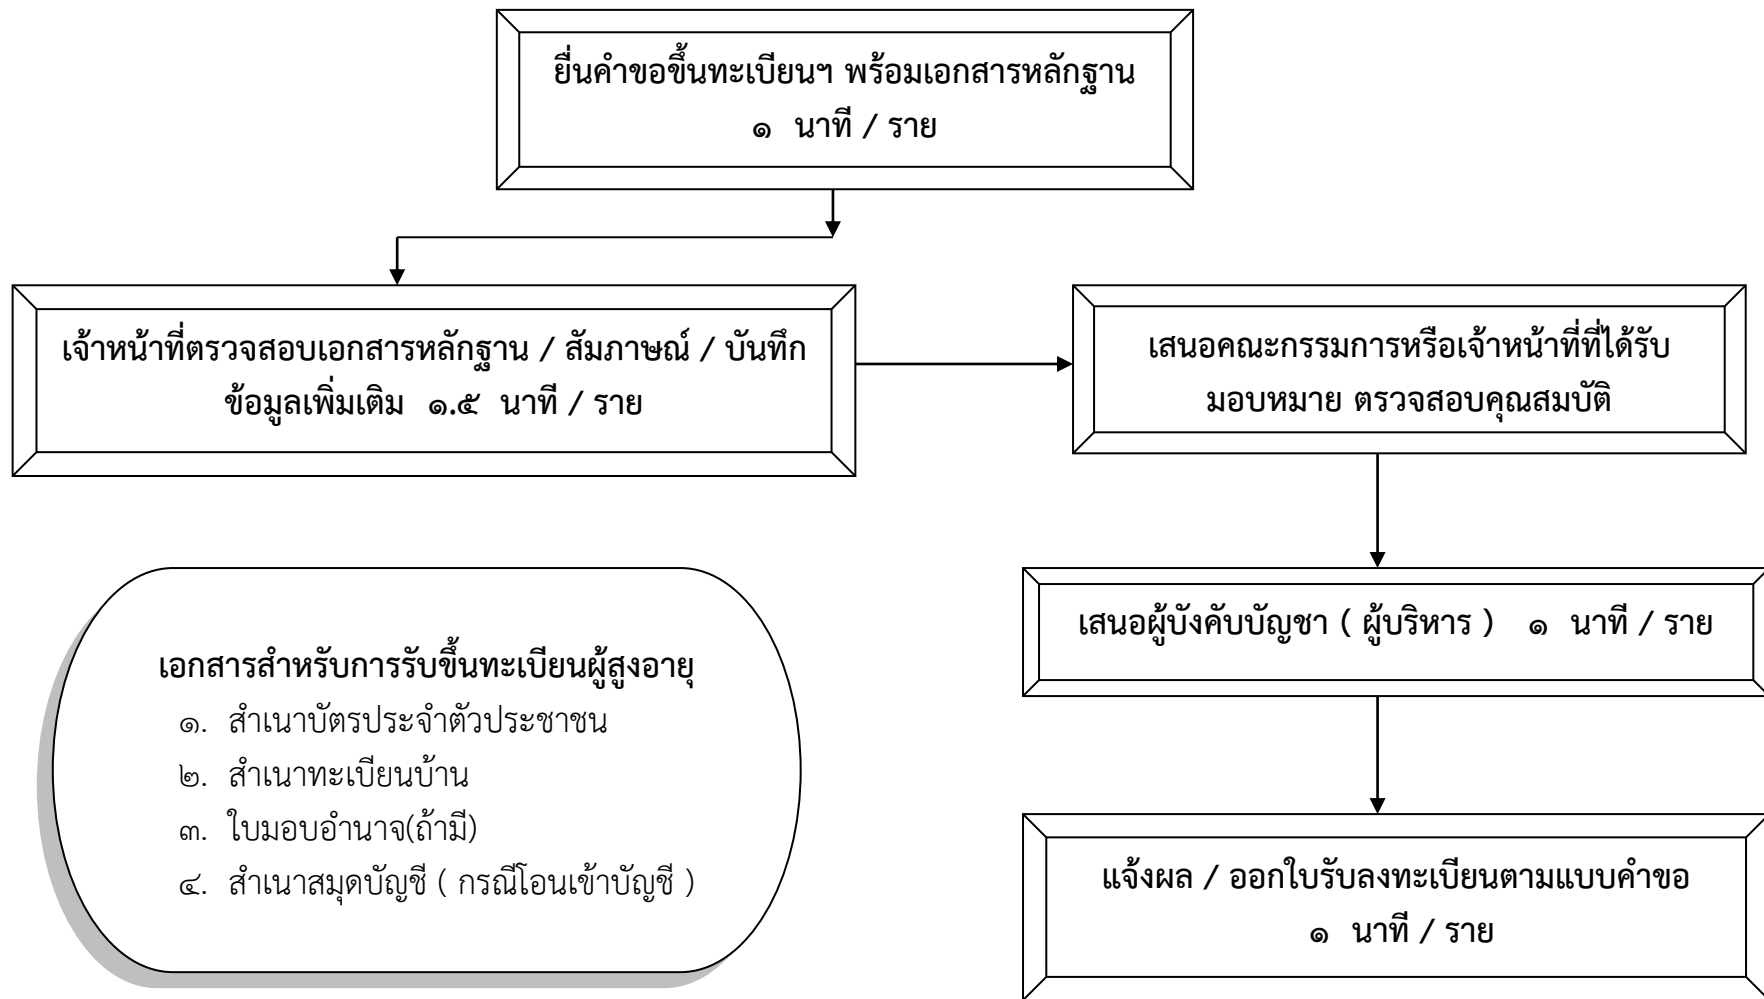 ยื่นคำขอขึ้นทะเบียนฯ พร้อมเอกสารหลักฐาน
๑ นาที / ราย
เจ้าหน้าที่ตรวจสอบเอกสารหลักฐาน / สัมภาษณ์ / บันทึก
ข้อมูลเพิ่มเติม ๑.๕ นาที / ราย
เสนอคณะกรรมการหรือเจ้าหน้าที่ที่ได้รับ
มอบหมาย ตรวจสอบคุณสมบัติ
เสนอผู้บังคับบัญชา ( ผู้บริหาร ) ๑ นาที / ราย
แจ้งผล / ออกใบรับลงทะเบียนตามแบบคำขอ
๑ นาที / ราย
เอกสารสำหรับการรับขึ้นทะเบียนผู้สูงอายุ
๑. สำเนาบัตรประจำตัวประชาชน
๒. สำเนาทะเบียนบ้าน
๓. ใบมอบอำนาจ(ถ้ามี)
๔. สำเนาสมุดบัญชี ( กรณีโอนเข้าบัญชี )